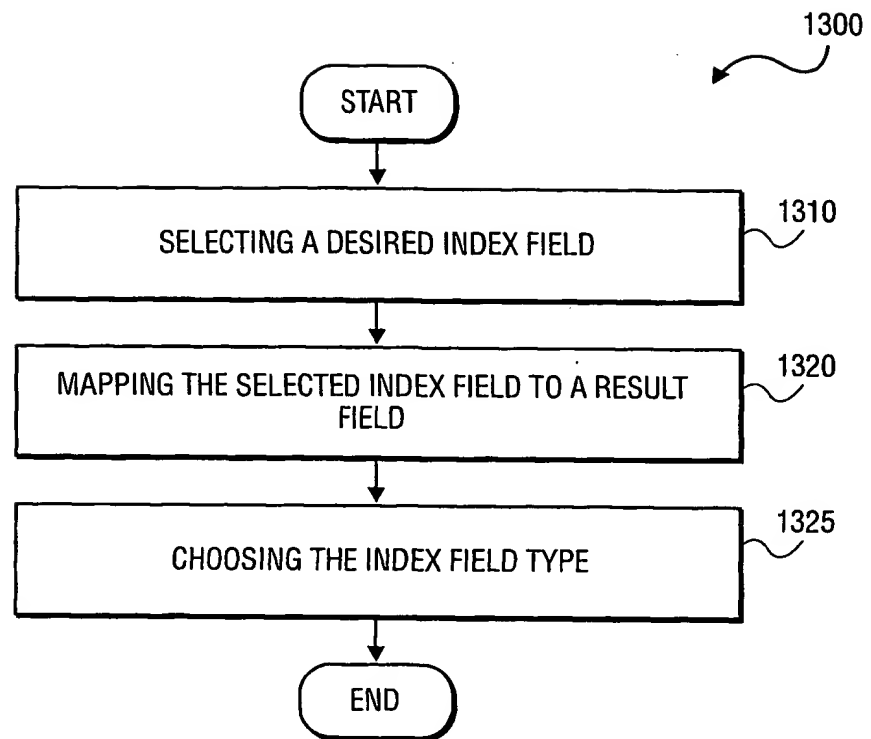 1300
START
1310
SELECTING A DESIRED INDEX FIELD
1320
MAPPING THE SELECTED INDEX FIELD TO A RESULT
FIELD
1325
CHOOSING THE INDEX FIELD TYPE
END